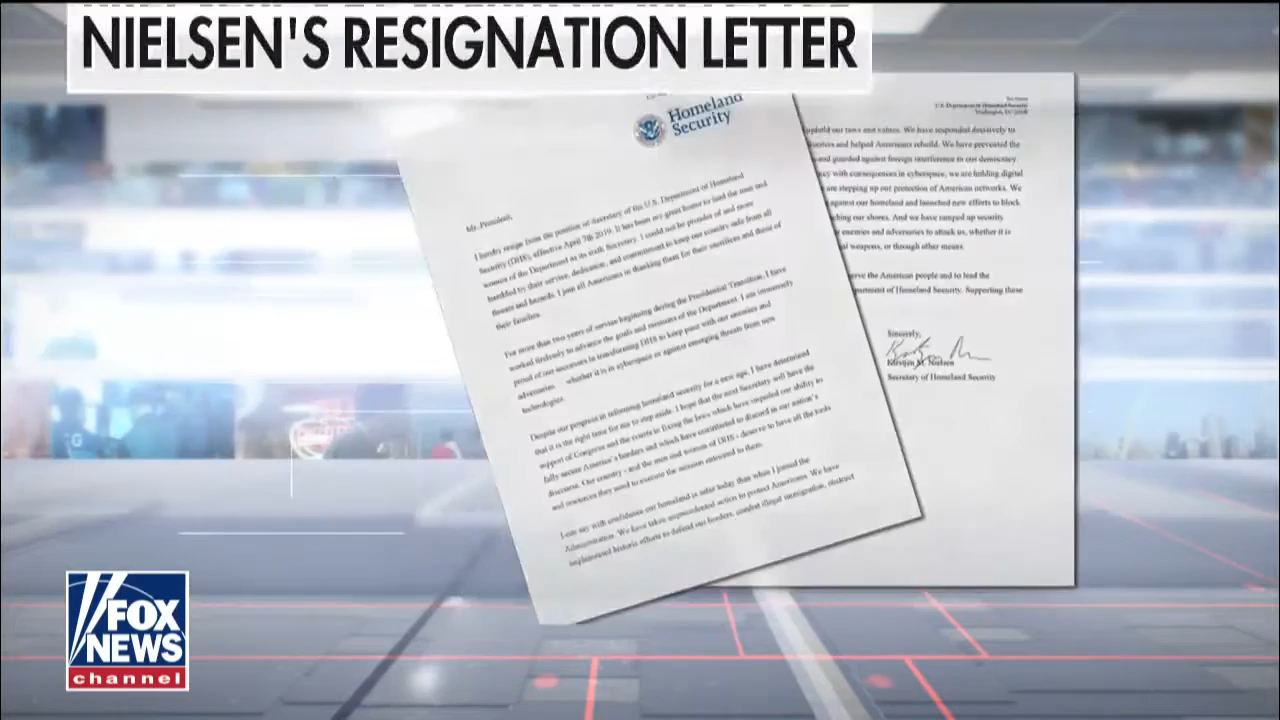 NIELSEN'S RESIGNATION LETTER
Homeland
Security
Mr. President,
I hereby resign from the position of Secretary of the U.S. Department of Homeland
Security (DHS), effective April 7th 2019. It has been my great honor to lead the men and
women of the Department as its sixth Secretary. I could not be prouder of and more
humbled by their service, dedication, and commitment to keep our country safe from all
threats and hazards. I join all Americans in thanking them for their sacrifices and those of
their families.
For more than two years of service beginning during the Presidential Transition, I have
worked tirelessly to advance the goals and missions of the Department. I am immensely
proud of our successes in transforming DHS to keep pace with our enemies and
adversaries – whether it is in cyberspace or against emerging threats from new
technologies.
Despite our progress in reforming homeland security for a new age, I have determined
that it is the right time for me to step aside. I hope that the next Secretary will have the
support of Congress and the courts in fixing the laws which have impeded our ability to
fully secure America's borders and which have contributed to discord in our nation's
discourse. Our country - and the men and women of DHS - deserve to have all the tools
and resources they need to execute the mission entrusted to them.
I can say with confidence our homeland is safer today than when I joined the
Administration. We have taken unprecedented action to protect Americans. We have
implemented historic efforts to defend our borders, combat illegal immigration, obstruct
U.S. Department of Homeland Security
Washington, DC
uphold our laws and values. We have responded decisively to
and helped Americans rebuild. We have prevented the
and guarded against foreign interference in our democracy
with consequences in cyberspace, we are holding digital
are stepping up our protection of American networks. We
against our homeland and launched new efforts to block
ching our shores. And we have ramped up security
enemies and adversaries to attack us, whether it is
al weapons, or through other means.
erve the American people and to lead the
partment of Homeland Security. Supporting these
Sincerely,
Kirstjen M. Nielsen
Secretary of Homeland Security
FOX
NEWS
channel